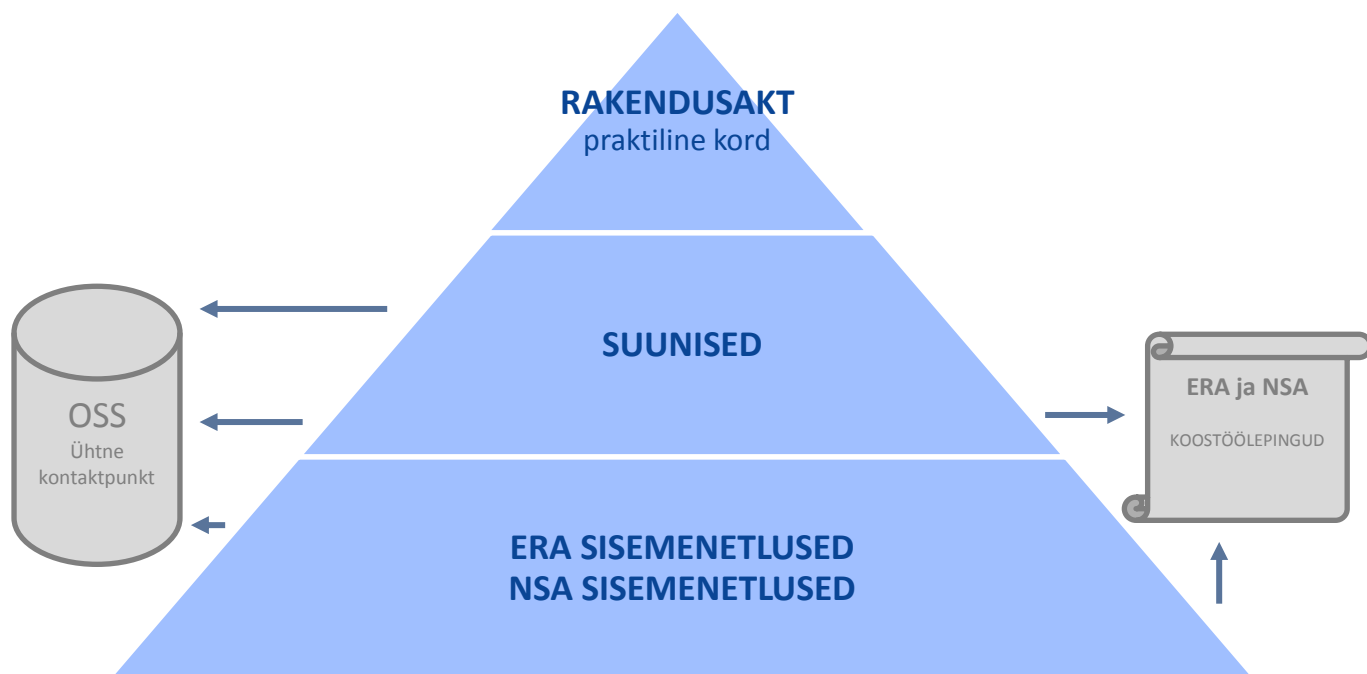 RAKENDUSAKT
praktiline kord
SUUNISED
OSS
Ühtne
kontaktpunkt
ERA ja NSA
KOOSTÖÖLEPINGUD
ERA SISEMENETLUSED
NSA SISEMENETLUSED